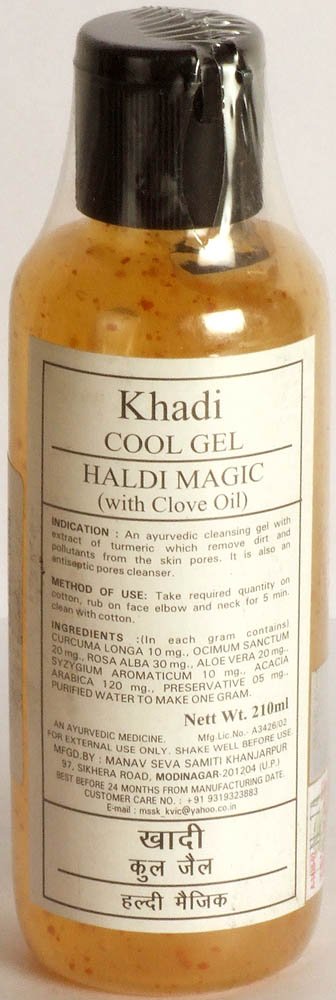 Khadi
COOL GEL
HALDI MAGIC
(with Clove Oil)
INDICATION : An ayurvedic cleansing gel with
extract of turmeric which remove dirt and
pollutants from the skin pores. It is also an
antiseptic pores cleanser.
METHOD OF USE: Take required quantity on
cotton, rub on face elbow and neck for 5 min.
clean with cotton.
INGREDIENTS :(In each gram contains)
CURCUMA LONGA 10 mg., OCIMUM SANCTUM
20 mg., ROSA ALBA 30 mg., ALOE VERA 20 mg.,
SYZYGIUM AROMATICUM 10 mg., ACACIA
ARABICA 120 mg., PRESERVATIVE 05 mg.,
PURIFIED WATER TO MAKE ONE GRAM.
Nett Wt. 210ml
AN AYURVEDIC MEDICINE. Mfg.Lic.No.- A3426/02
FOR EXTERNAL USE ONLY. SHAKE WELL BEFORE USE.
MFGD.BY : MANAV SEVA SAMITI KHANJARPUR
97, SIKHERA ROAD, MODINAGAR-201204 (U.P.)
BEST BEFORE 24 MONTHS FROM MANUFACTURING DATE.
CUSTOMER CARE NO. : +91 9319323883
E-mail : mssk_kvic@yahoo.co.in
खादी
कुल जैल
हल्दी मैजिक